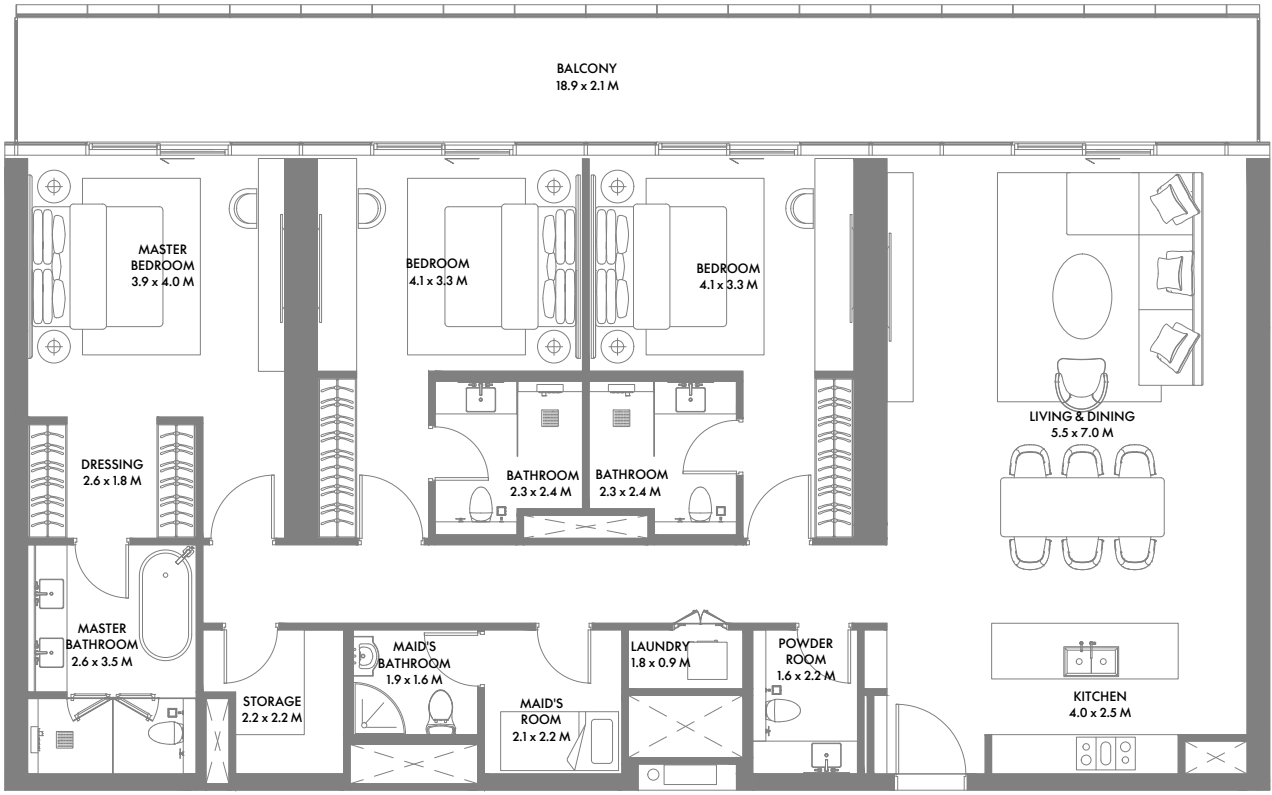 BALCONY
18.9 x 2.1 M
MASTER
BEDROOM
3.9 x 4.0 M
BEDROOM
4.1 x 3.3 M
BEDROOM
4.1 x 3.3 M
LIVING & DINING
5.5 x 7.0 M
DRESSING
2.6 x 1.8 M
BATHROOM
2.3 x 2.4 M
BATHROOM
2.3 x 2.4 M
MASTER
BATHROOM
2.6 x 3.5 M
MAID'S
BATHROOM
1.9 x 1.6 M
LAUNDRY
1.8 x 0.9 M
POWDER
ROOM
1.6 x 2.2 M
STORAGE
2.2 x 2.2 M
MAID'S
ROOM
2.1 x 2.2 M
KITCHEN
4.0 x 2.5 M